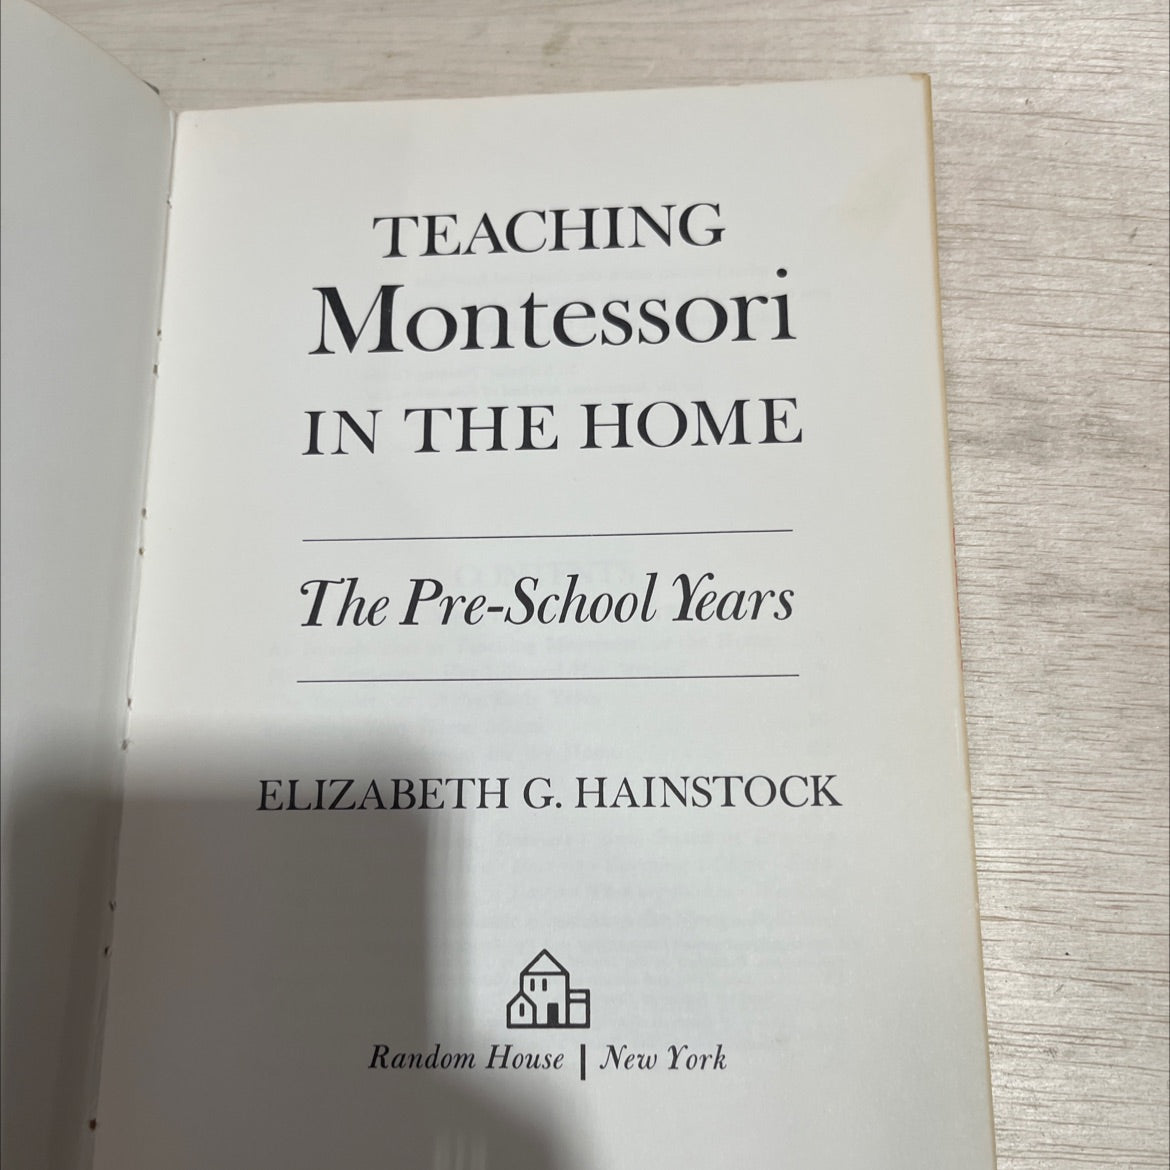 TEACHING
Montessori
IN THE HOME
The Pre-School Years
ELIZABETH G. HAINSTOCK
Random House | New York